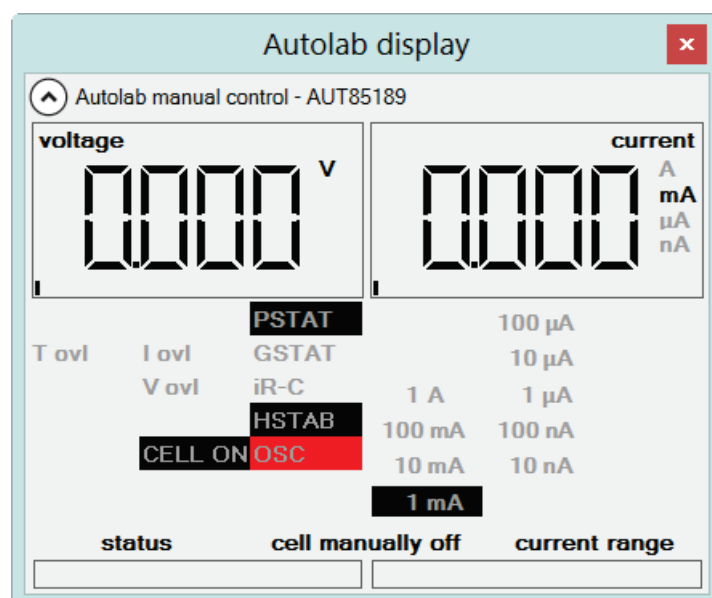 Autolab display
Autolab manual control - AUT85189
voltage
0.000 V
current
0.000
A
mA
µA
nA
PSTAT 100 µA
T ovl I ovl GSTAT 10 µA
V ovl iR-C 1 A 1 µA
HSTAB 100 mA 100 nA
CELL ON OSC 10 mA 10 nA
1 mA
status cell manually off current range